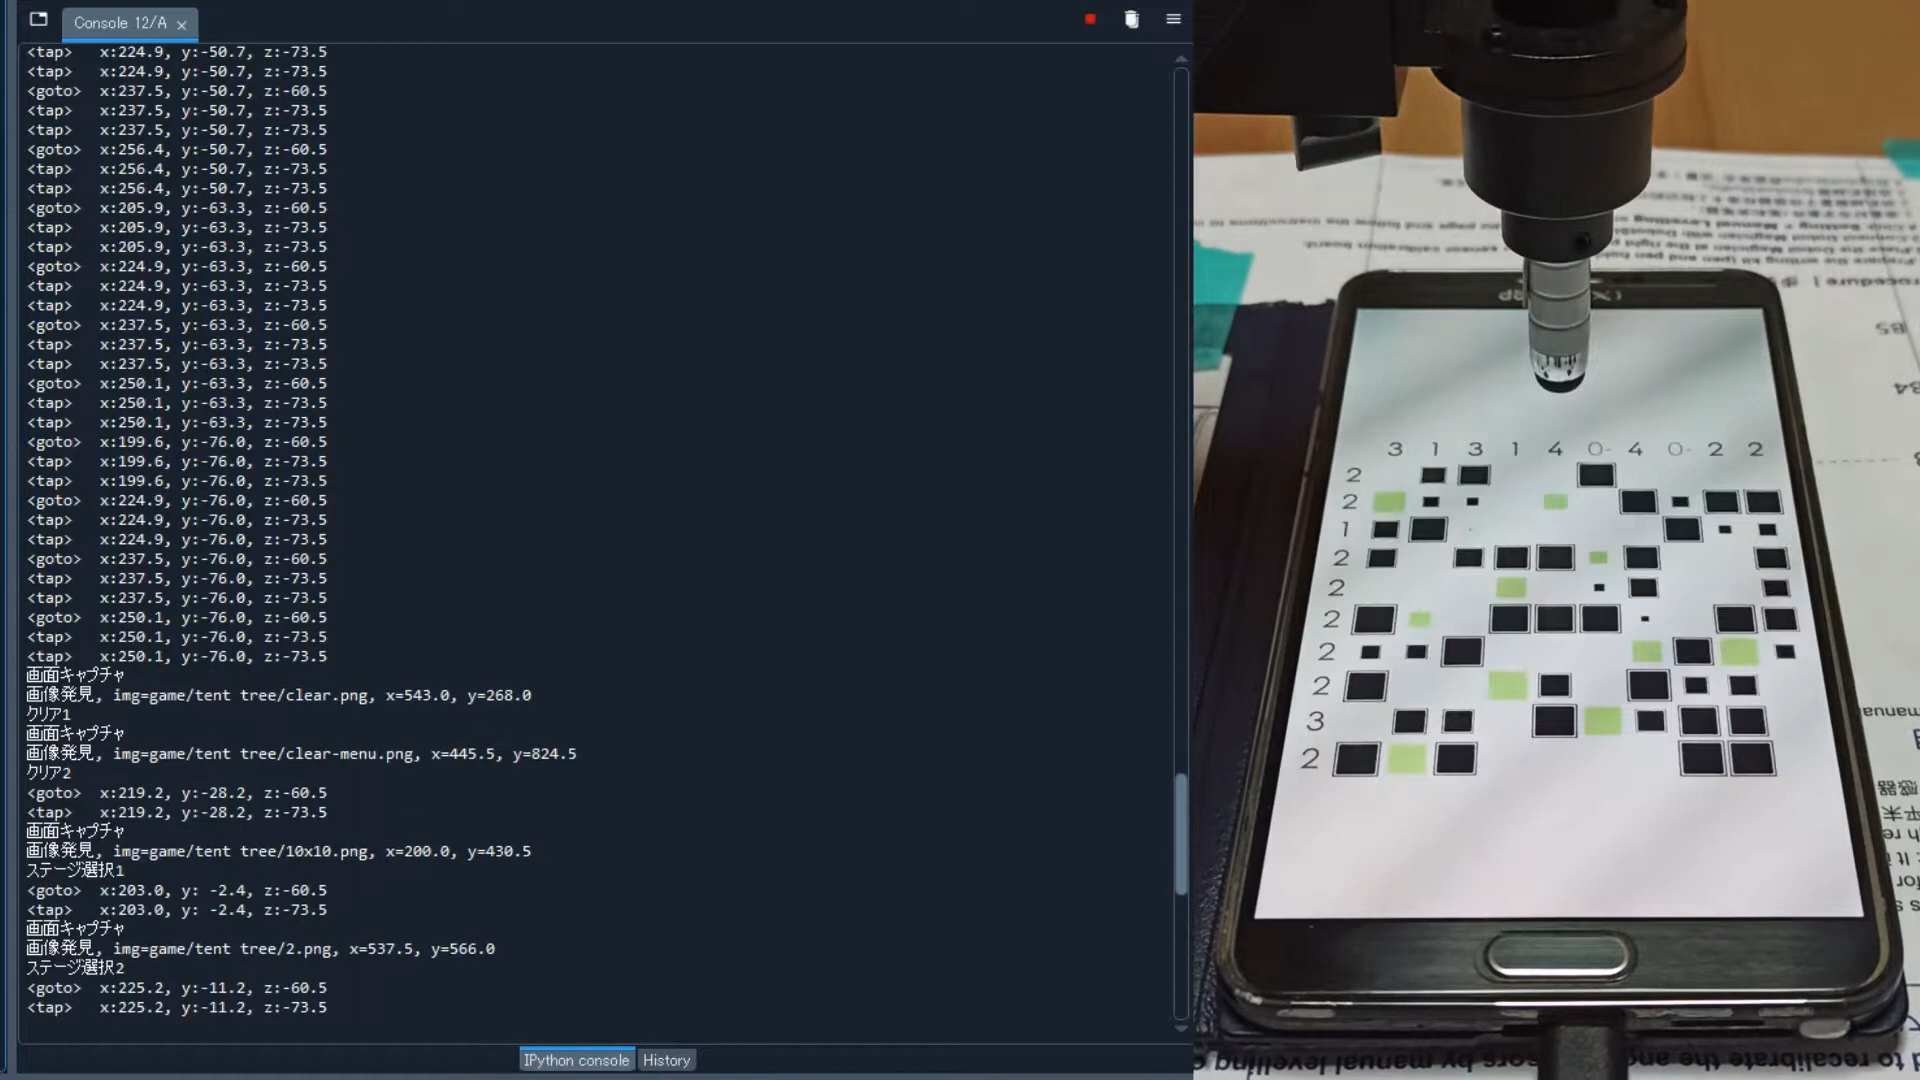 Console 12/A
<tap> x:224.9, y:-50.7, z:-73.5
<tap> x:224.9, y:-50.7, z:-73.5
<goto> x:237.5, y:-50.7, z:-60.5
<tap> x:237.5, y:-50.7, z:-73.5
<tap> x:237.5, y:-50.7, z:-73.5
<goto> x:256.4, y:-50.7, z:-60.5
<tap> x:256.4, y:-50.7, z:-73.5
<tap> x:256.4, y:-50.7, z:-73.5
<goto> x:205.9, y:-63.3, z:-60.5
<tap> x:205.9, y:-63.3, z:-73.5
<tap> x:205.9, y:-63.3, z:-73.5
<goto> x:224.9, y:-63.3, z:-60.5
<tap> x:224.9, y:-63.3, z:-73.5
<tap> x:224.9, y:-63.3, z:-73.5
<goto> x:237.5, y:-63.3, z:-60.5
<tap> x:237.5, y:-63.3, z:-73.5
<tap> x:237.5, y:-63.3, z:-73.5
<goto> x:250.1, y:-63.3, z:-60.5
<tap> x:250.1, y:-63.3, z:-73.5
<tap> x:250.1, y:-63.3, z:-73.5
<goto> x:199.6, y:-76.0, z:-60.5
<tap> x:199.6, y:-76.0, z:-73.5
<tap> x:199.6, y:-76.0, z:-73.5
<goto> x:224.9, y:-76.0, z:-60.5
<tap> x:224.9, y:-76.0, z:-73.5
<tap> x:224.9, y:-76.0, z:-73.5
<goto> x:237.5, y:-76.0, z:-60.5
<tap> x:237.5, y:-76.0, z:-73.5
<tap> x:237.5, y:-76.0, z:-73.5
<goto> x:250.1, y:-76.0, z:-60.5
<tap> x:250.1, y:-76.0, z:-73.5
<tap> x:250.1, y:-76.0, z:-73.5
画面キャプチャ
画像発見, img=game/tent tree/clear.png, x=543.0, y=268.0
クリア1
画面キャプチャ
画像発見, img=game/tent tree/clear-menu.png, x=445.5, y=824.5
クリア2
<goto> x:219.2, y:-28.2, z:-60.5
<tap> x:219.2, y:-28.2, z:-73.5
画面キャプチャ
画像発見, img=game/tent tree/10x10.png, x=200.0, y=430.5
ステージ選択1
<goto> x:203.0, y: -2.4, z:-60.5
<tap> x:203.0, y: -2.4, z:-73.5
画面キャプチャ
画像発見, img=game/tent tree/2.png, x=537.5, y=566.0
ステージ選択2
<goto> x:225.2, y:-11.2, z:-60.5
<tap> x:225.2, y:-11.2, z:-73.5
IPython console
History
3 1 3 1 4 0 4 0 2 2
2
2
1
2
2
2
2
2
3
2
B5
B4
to recalibrate the
by manual levelling